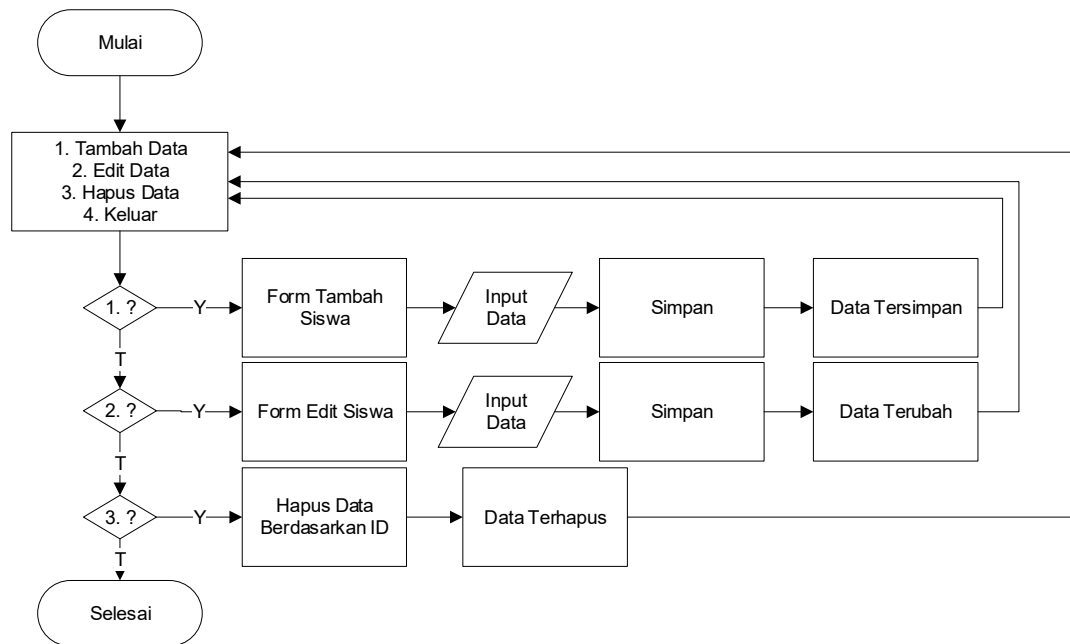 Mulai
1. Tambah Data
2. Edit Data
3. Hapus Data
4. Keluar
1. ?
Y
Form Tambah
Siswa
Input
Data
Simpan
Data Tersimpan
T
2. ?
Y
Form Edit Siswa
Input
Data
Simpan
Data Terubah
T
3. ?
Y
Hapus Data
Berdasarkan ID
Data Terhapus
T
Selesai